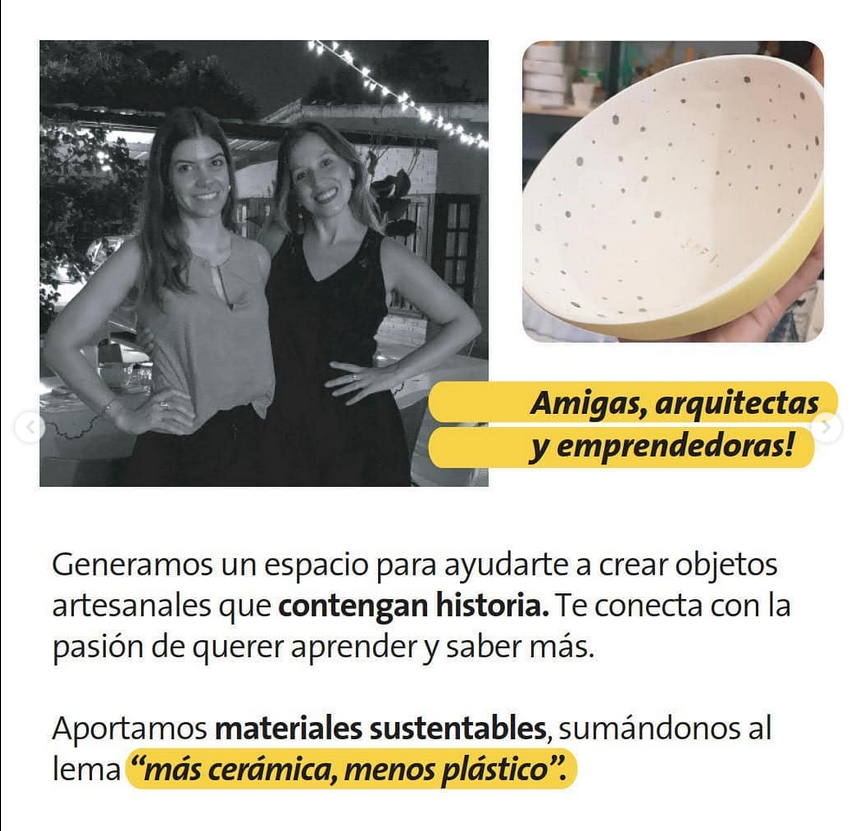 Amigas, arquitectas
y emprendedoras!
Generamos un espacio para ayudarte a crear objetos
artesanales que contengan historia. Te conecta con la
pasión de querer aprender y saber más.
Aportamos materiales sustentables, sumándonos al
lema “más cerámica, menos plástico”.